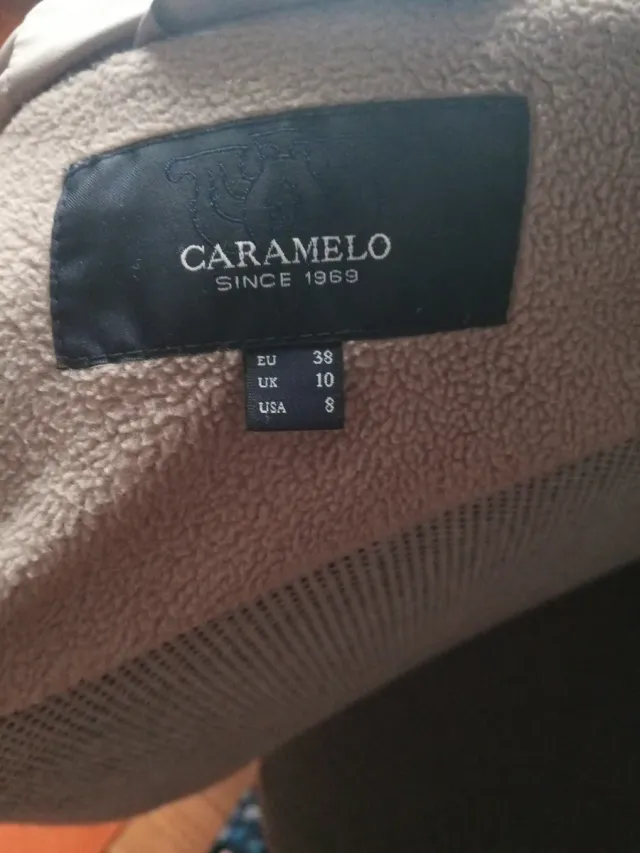 CARAMELO
SINCE 1969
EU 38
UK 10
USA 8